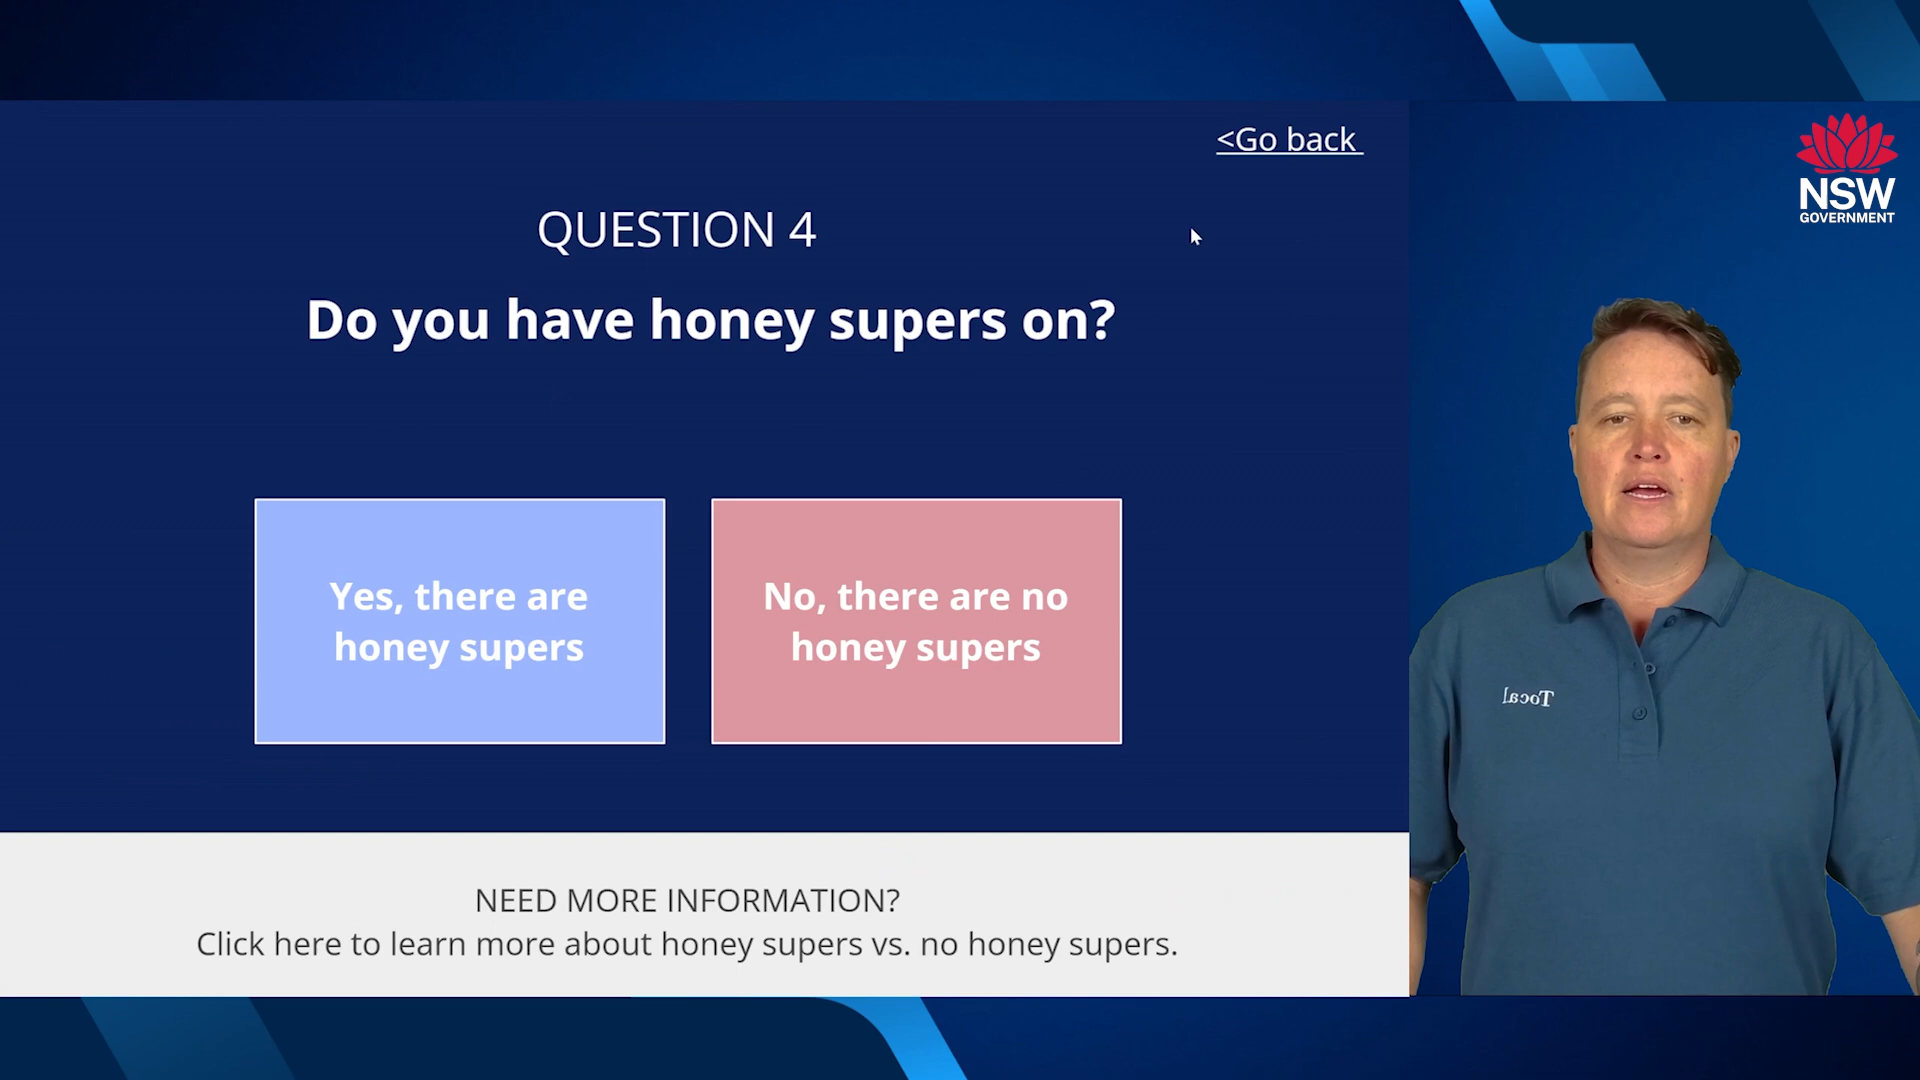 <Go back
QUESTION 4
Do you have honey supers on?
Yes, there are
honey supers
No, there are no
honey supers
NEED MORE INFORMATION?
Click here to learn more about honey supers vs. no honey supers.
NSW
GOVERNMENT
Tocal